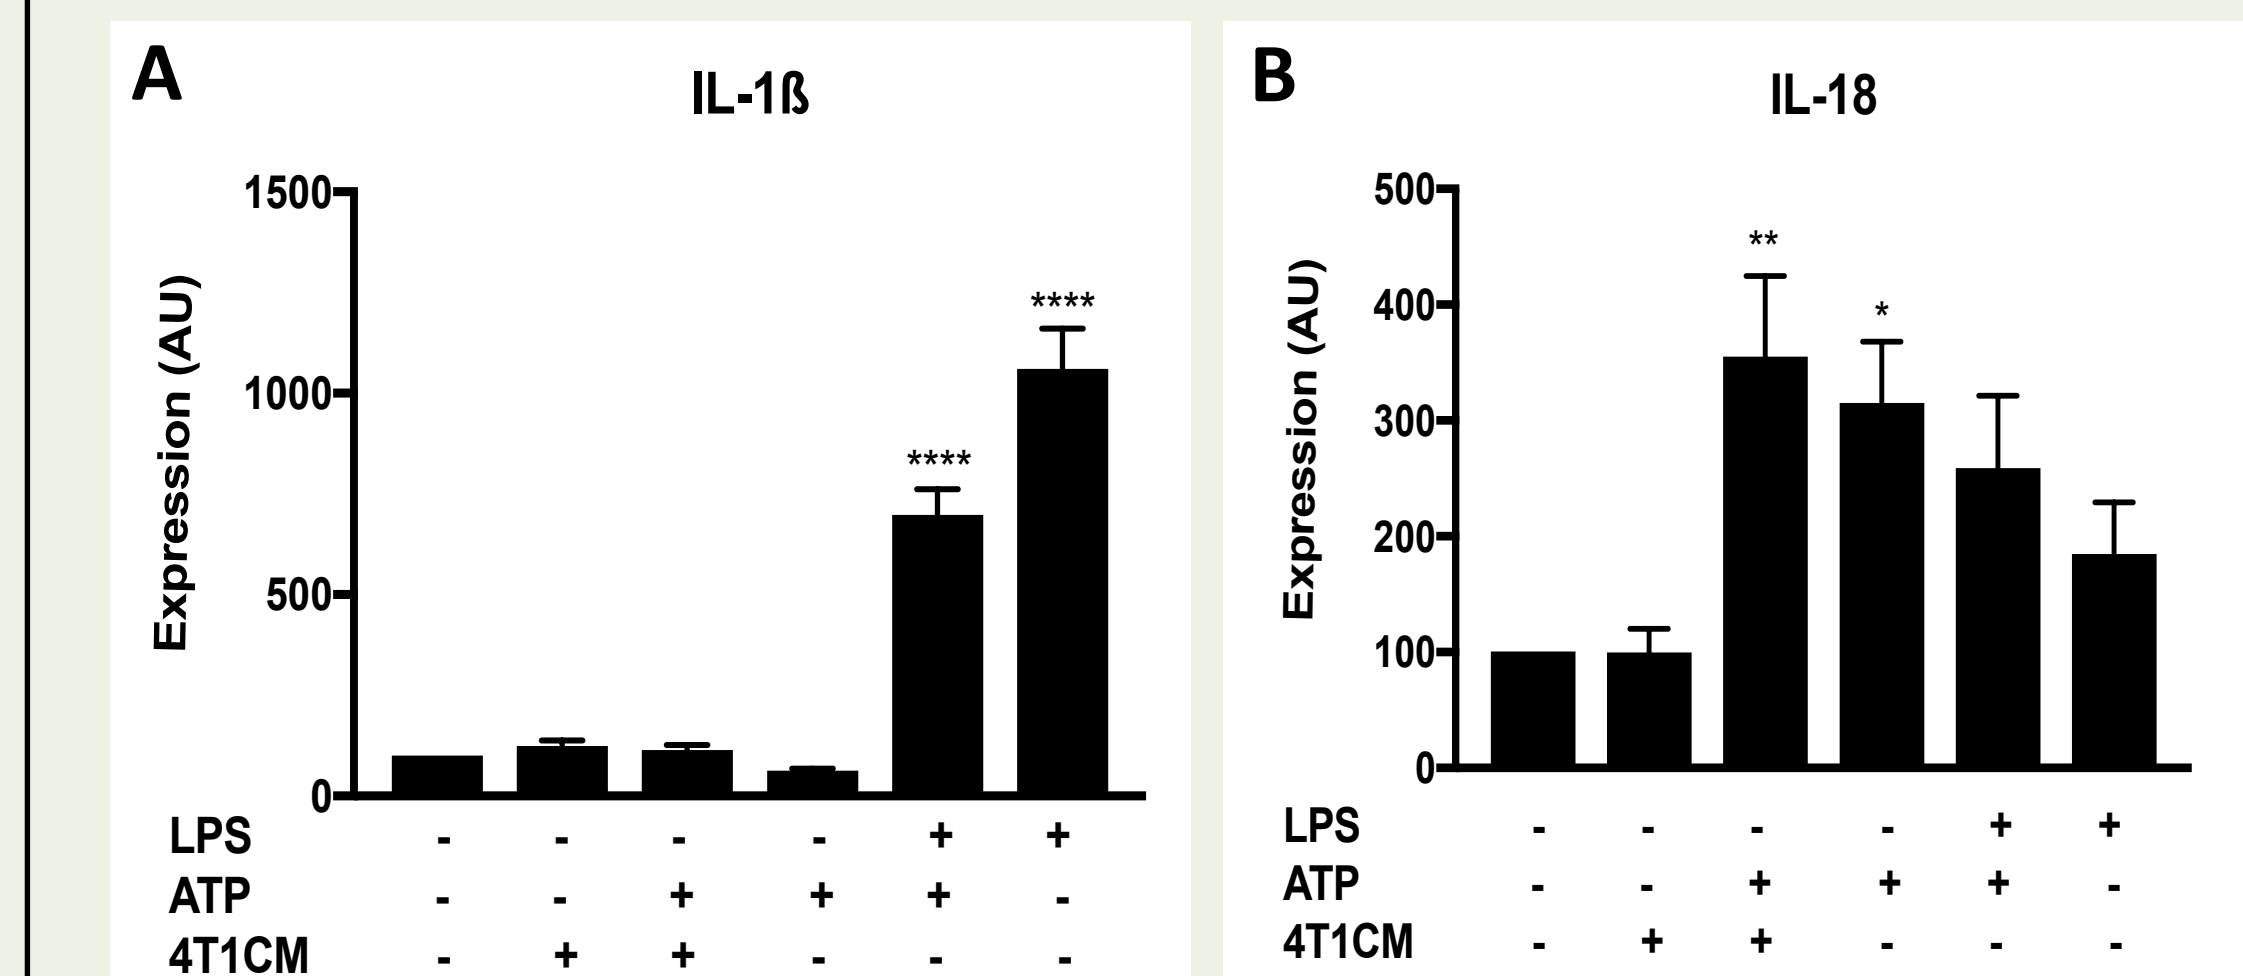 A
IL-1ß
1500
1000
500
0
Expression (AU)
****
****
LPS - - - - + +
ATP - - + + + -
4T1CM - + + - - -
B
IL-18
500
400
300
200
100
0
Expression (AU)
**
*
LPS - - - - + +
ATP - - + + + -
4T1CM - + + - - -